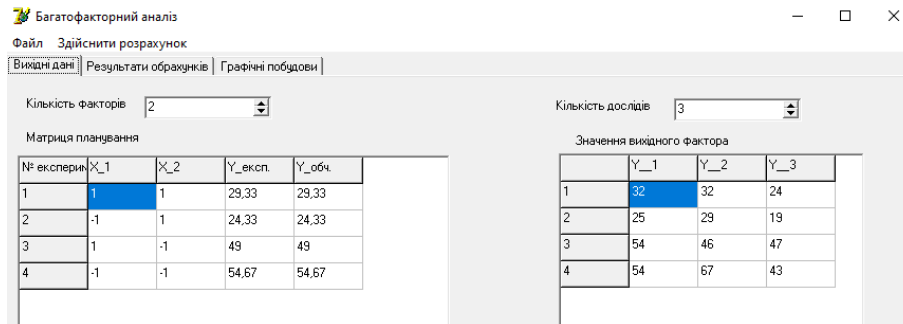 Багатофакторний аналіз
Файл Здійснити розрахунок
Вихідні дані Результати обрахунків Графічні побудови
Кількість факторів 2
Матриця планування
№ експерим X_1 X_2 Y_експ. Y_обч.
1 1 1 29,33 29,33
2 -1 1 24,33 24,33
3 1 -1 49 49
4 -1 -1 54,67 54,67
Кількість дослідів 3
Значення вихідного фактора
Y__1 Y__2 Y__3
1 32 32 24
2 25 29 19
3 54 46 47
4 54 67 43